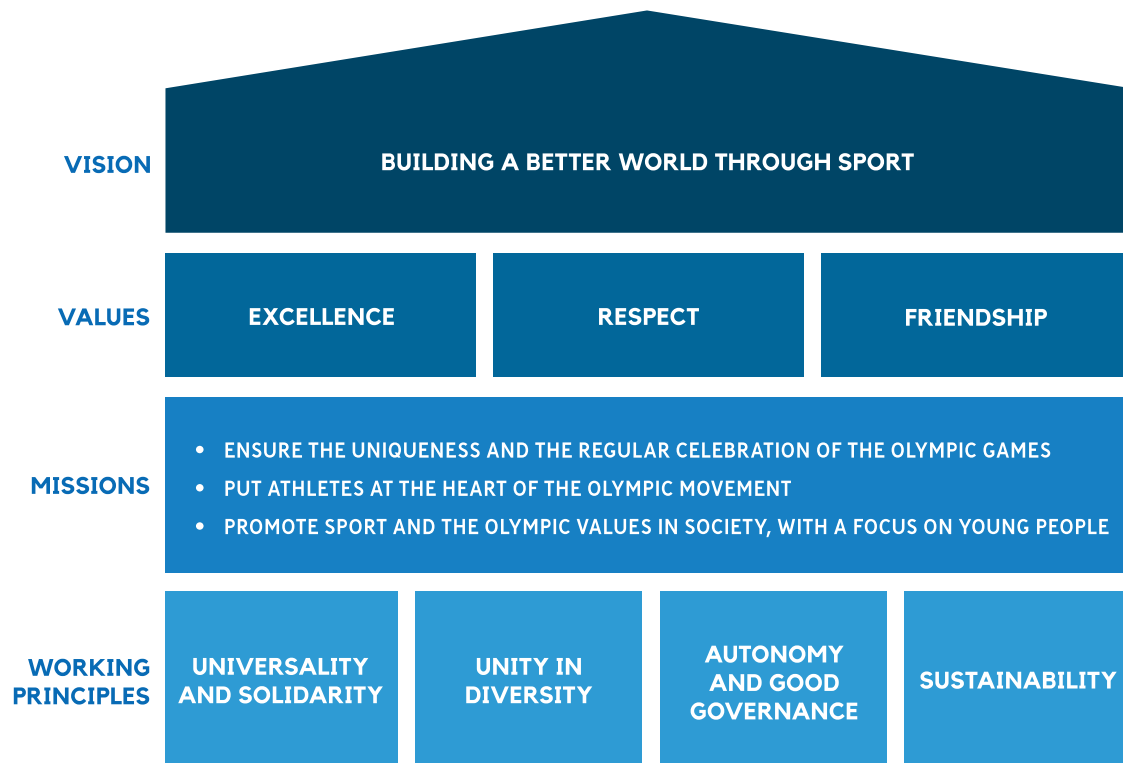 VISION
BUILDING A BETTER WORLD THROUGH SPORT
VALUES
EXCELLENCE
RESPECT
FRIENDSHIP
MISSIONS
• ENSURE THE UNIQUENESS AND THE REGULAR CELEBRATION OF THE OLYMPIC GAMES
• PUT ATHLETES AT THE HEART OF THE OLYMPIC MOVEMENT
• PROMOTE SPORT AND THE OLYMPIC VALUES IN SOCIETY, WITH A FOCUS ON YOUNG PEOPLE
WORKING
PRINCIPLES
UNIVERSALITY
AND SOLIDARITY
UNITY IN
DIVERSITY
AUTONOMY
AND GOOD
GOVERNANCE
SUSTAINABILITY